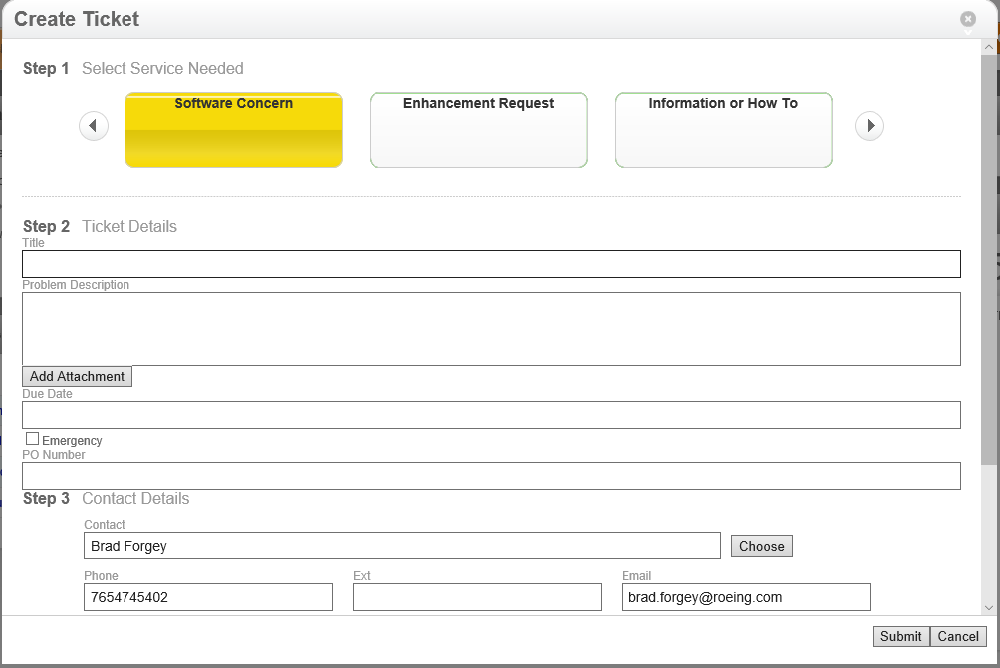 Create Ticket
Step 1 Select Service Needed
Software Concern Enhancement Request Information or How To
Step 2 Ticket Details
Title
Problem Description
Add Attachment
Due Date
Emergency
PO Number
Step 3 Contact Details
Contact
Brad Forgey Choose
Phone Ext Email
7654745402 brad.forgey@roeing.com
Submit Cancel